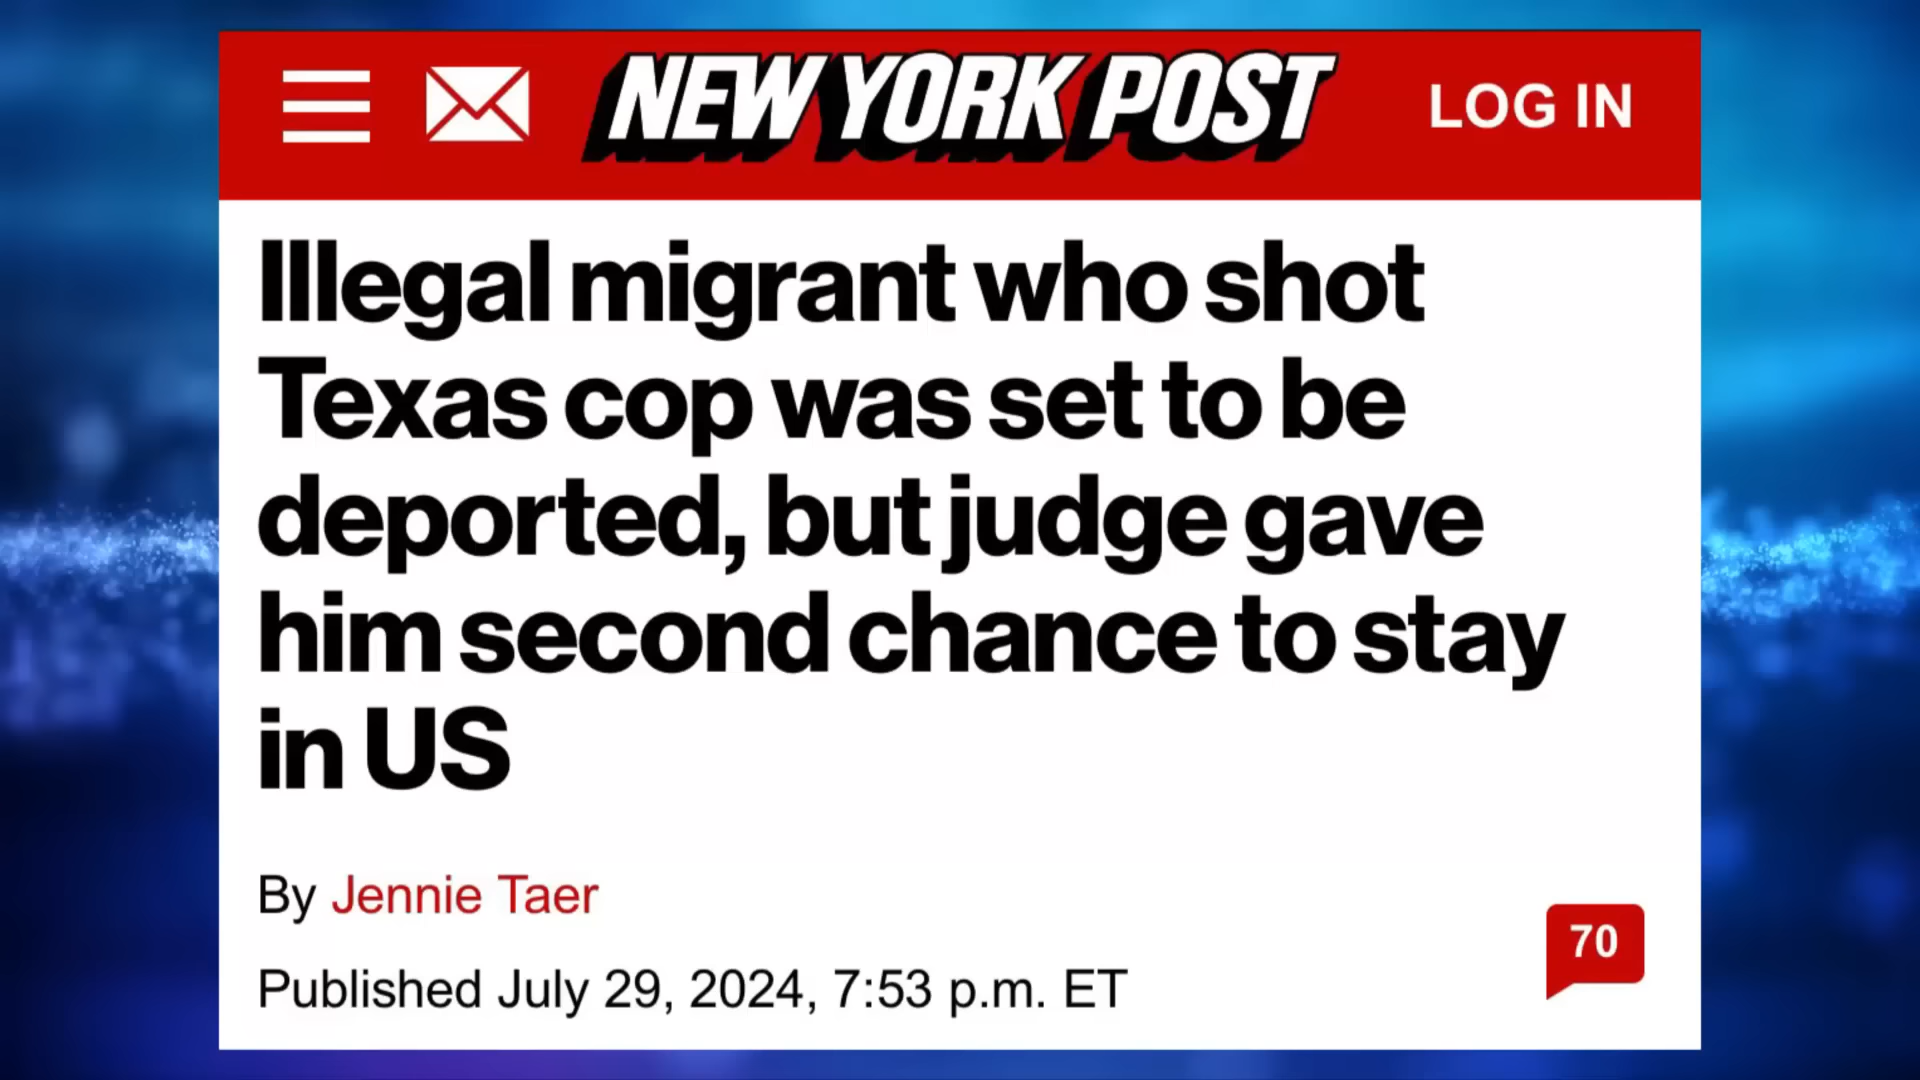 NEW YORK POST
LOG IN
Illegal migrant who shot
Texas cop was set to be
deported, but judge gave
him second chance to stay
in US
By Jennie Taer
70
Published July 29, 2024, 7:53 p.m. ET